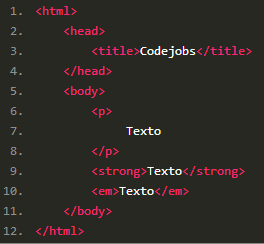 1. <html>
2.     <head>
3.         <title>Codejobs</title>
4.     </head>
5.     <body>
6.         <p>
7.             Texto
8.         </p>
9.         <strong>Texto</strong>
10.         <em>Texto</em>
11.     </body>
12. </html>